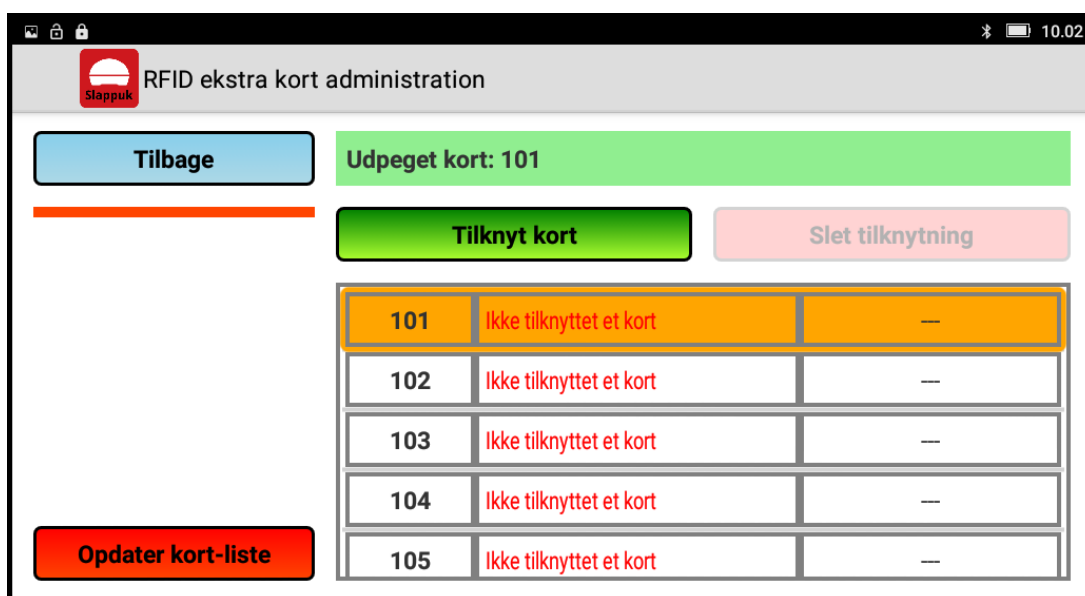 10.02
Slappuk
RFID ekstra kort administration
Tilbage
Udpeget kort: 101
Tilknyt kort
Slet tilknytning
101 Ikke tilknyttet et kort ---
102 Ikke tilknyttet et kort ---
103 Ikke tilknyttet et kort ---
104 Ikke tilknyttet et kort ---
105 Ikke tilknyttet et kort ---
Opdater kort-liste